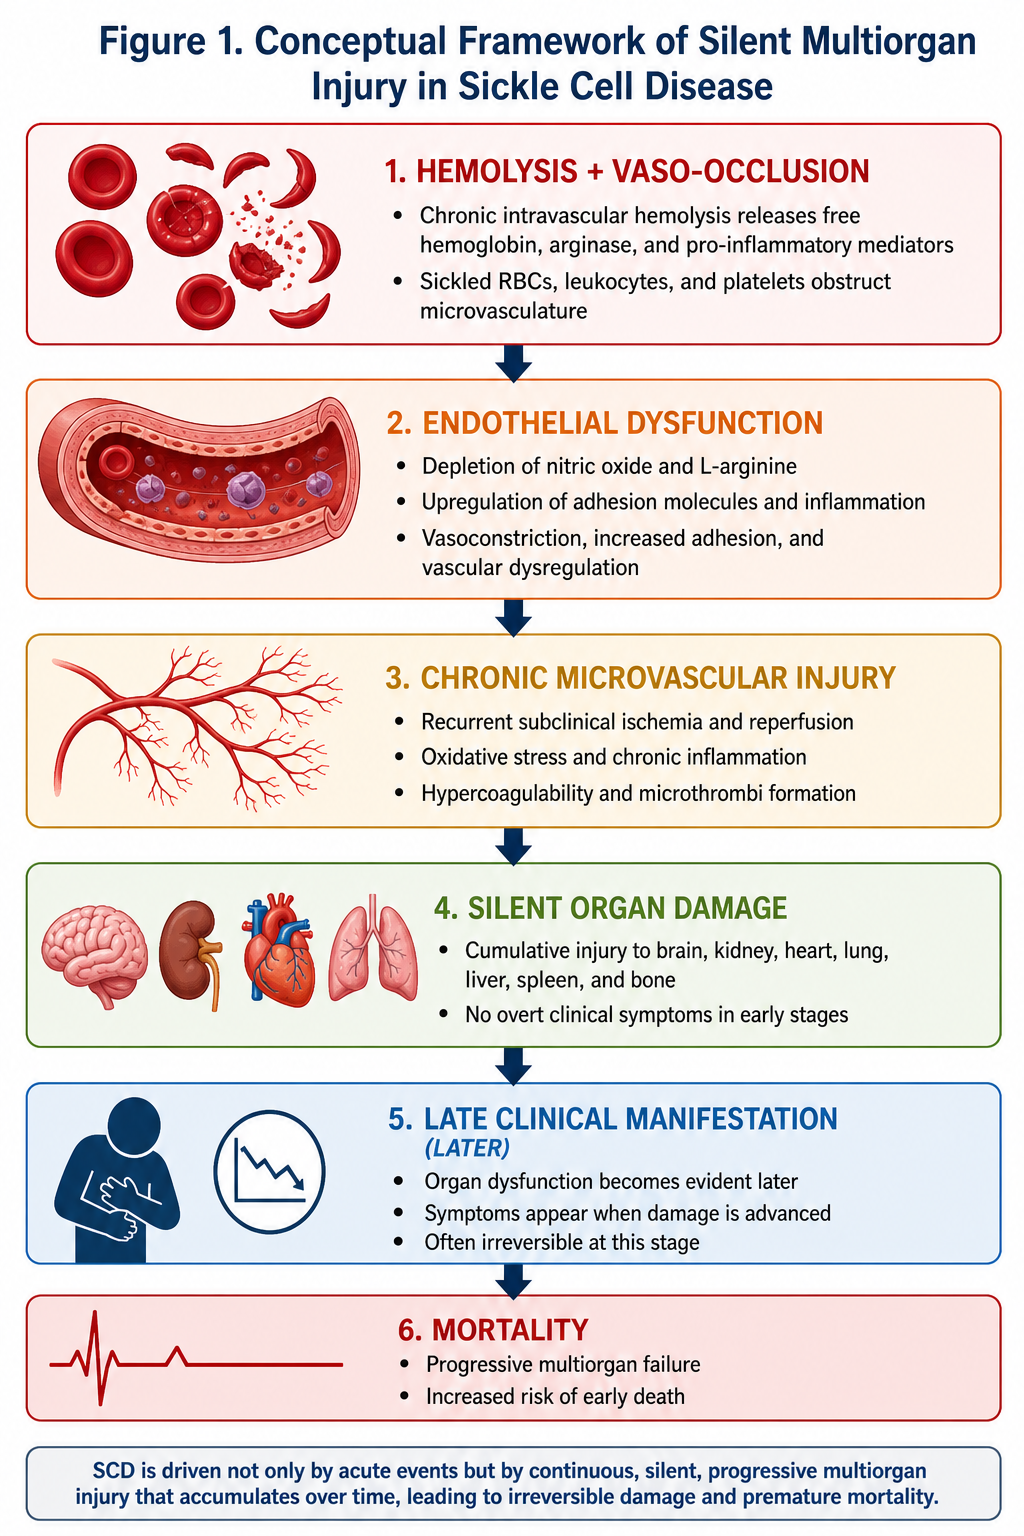 Figure 1. Conceptual Framework of Silent Multiorgan
Injury in Sickle Cell Disease
1. HEMOLYSIS + VASO-OCCLUSION
• Chronic intravascular hemolysis releases free
hemoglobin, arginase, and pro-inflammatory mediators
• Sickled RBCs, leukocytes, and platelets obstruct
microvasculature
2. ENDOTHELIAL DYSFUNCTION
• Depletion of nitric oxide and L-arginine
• Upregulation of adhesion molecules and inflammation
• Vasoconstriction, increased adhesion, and
vascular dysregulation
3. CHRONIC MICROVASCULAR INJURY
• Recurrent subclinical ischemia and reperfusion
• Oxidative stress and chronic inflammation
• Hypercoagulability and microthrombi formation
4. SILENT ORGAN DAMAGE
• Cumulative injury to brain, kidney, heart, lung,
liver, spleen, and bone
• No overt clinical symptoms in early stages
5. LATE CLINICAL MANIFESTATION
(LATER)
• Organ dysfunction becomes evident later
• Symptoms appear when damage is advanced
• Often irreversible at this stage
6. MORTALITY
• Progressive multiorgan failure
• Increased risk of early death
SCD is driven not only by acute events but by continuous, silent, progressive multiorgan
injury that accumulates over time, leading to irreversible damage and premature mortality.